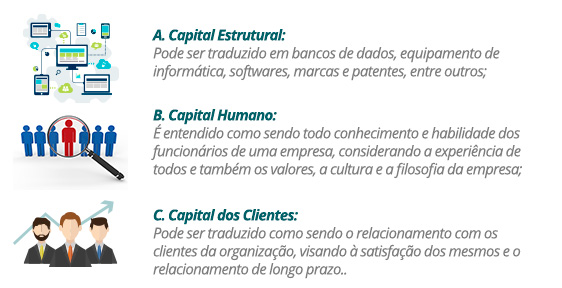 A. Capital Estrutural:
Pode ser traduzido em bancos de dados, equipamento de
informática, softwares, marcas e patentes, entre outros;
B. Capital Humano:
É entendido como sendo todo conhecimento e habilidade dos
funcionários de uma empresa, considerando a experiência de
todos e também os valores, a cultura e a filosofia da empresa;
C. Capital dos Clientes:
Pode ser traduzido como sendo o relacionamento com os
clientes da organização, visando à satisfação dos mesmos e o
relacionamento de longo prazo..